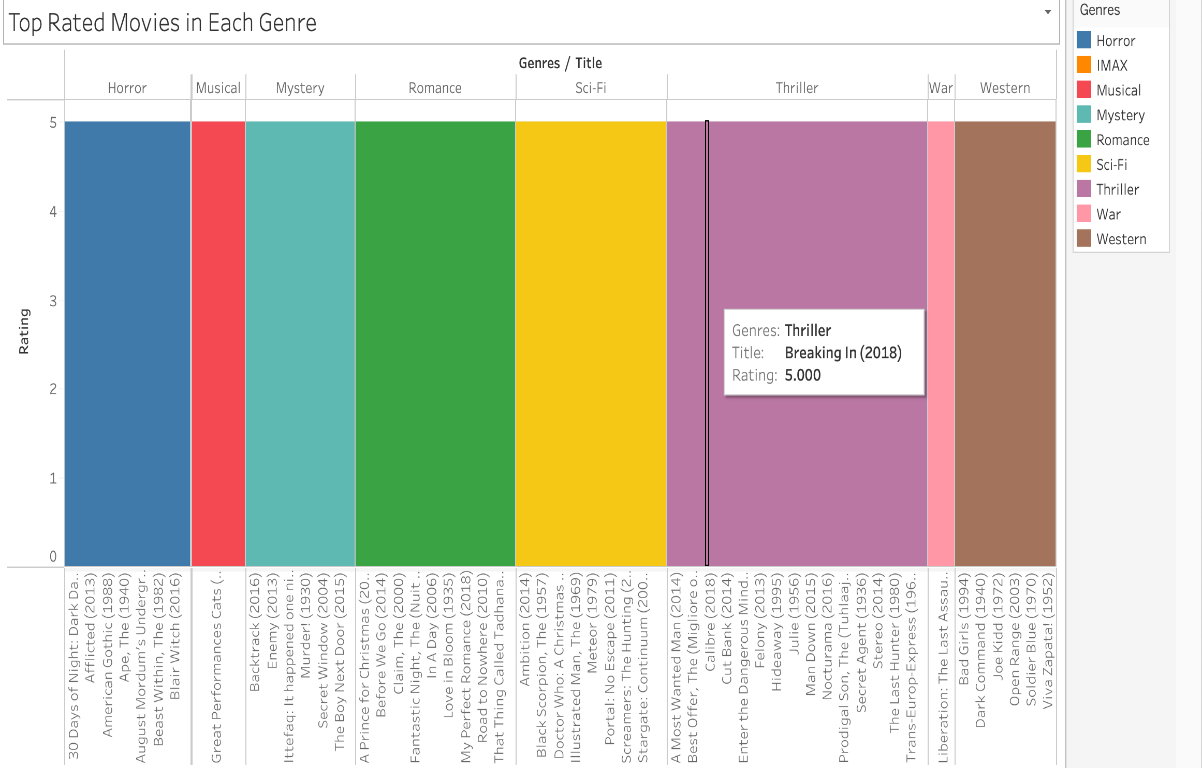 Top Rated Movies in Each Genre
Genres / Title
Horror
Musical
Mystery
Romance
Sci-Fi
Thriller
War
Western
Rating
5
4
3
2
1
0
Genres: Thriller
Title: Breaking In (2018)
Rating: 5.000
30 Days of Night: Dark Da..
Afflicted (2013)
American Gothic (1988)
Ape, The (1940)
August Mordum's Undergr..
Beast Within, The (1982)
Blair Witch (2016)
Great Performances Cats (..
Backtrack (2015)
Enemy (2013)
Ittefaq: It happened one ni..
Murder! (1930)
Secret Window (2004)
The Boy Next Door (2015)
A Prince for Christmas (20..
Before We Go (2014)
Claim, The (2000)
Fantastic Night, The (Nuit ..
In A Day (2006)
Love in Bloom (1935)
My Perfect Romance (2018)
Road to Nowhere (2010)
That Thing Called Tadhana..
Ambition (2014)
Black Scorpion, The (1957)
Doctor Who: A Christmas..
Illustrated Man, The (1969)
Meteor (1979)
Portal: No Escape (2011)
Screamers: The Hunting (2..
Stargate: Continuum (200..
A Most Wanted Man (2014)
Best Offer, The (Migliore o..
Calibre (2018)
Cut Bank (2014)
Enter the Dangerous Mind..
Felony (2013)
Hideaway (1995)
Julie (1956)
Man Down (2015)
Nocturama (2016)
Prodigal Son, The (Tuhlaaj..
Secret Agent (1936)
Stereo (2014)
The Last Hunter (1980)
Trans-Europ-Express (196..
Liberation: The Last Assau..
Bad Girls (1994)
Dark Command (1940)
Joe Kidd (1972)
Open Range (2003)
Soldier Blue (1970)
Viva Zapata! (1952)
Genres
Horror
IMAX
Musical
Mystery
Romance
Sci-Fi
Thriller
War
Western